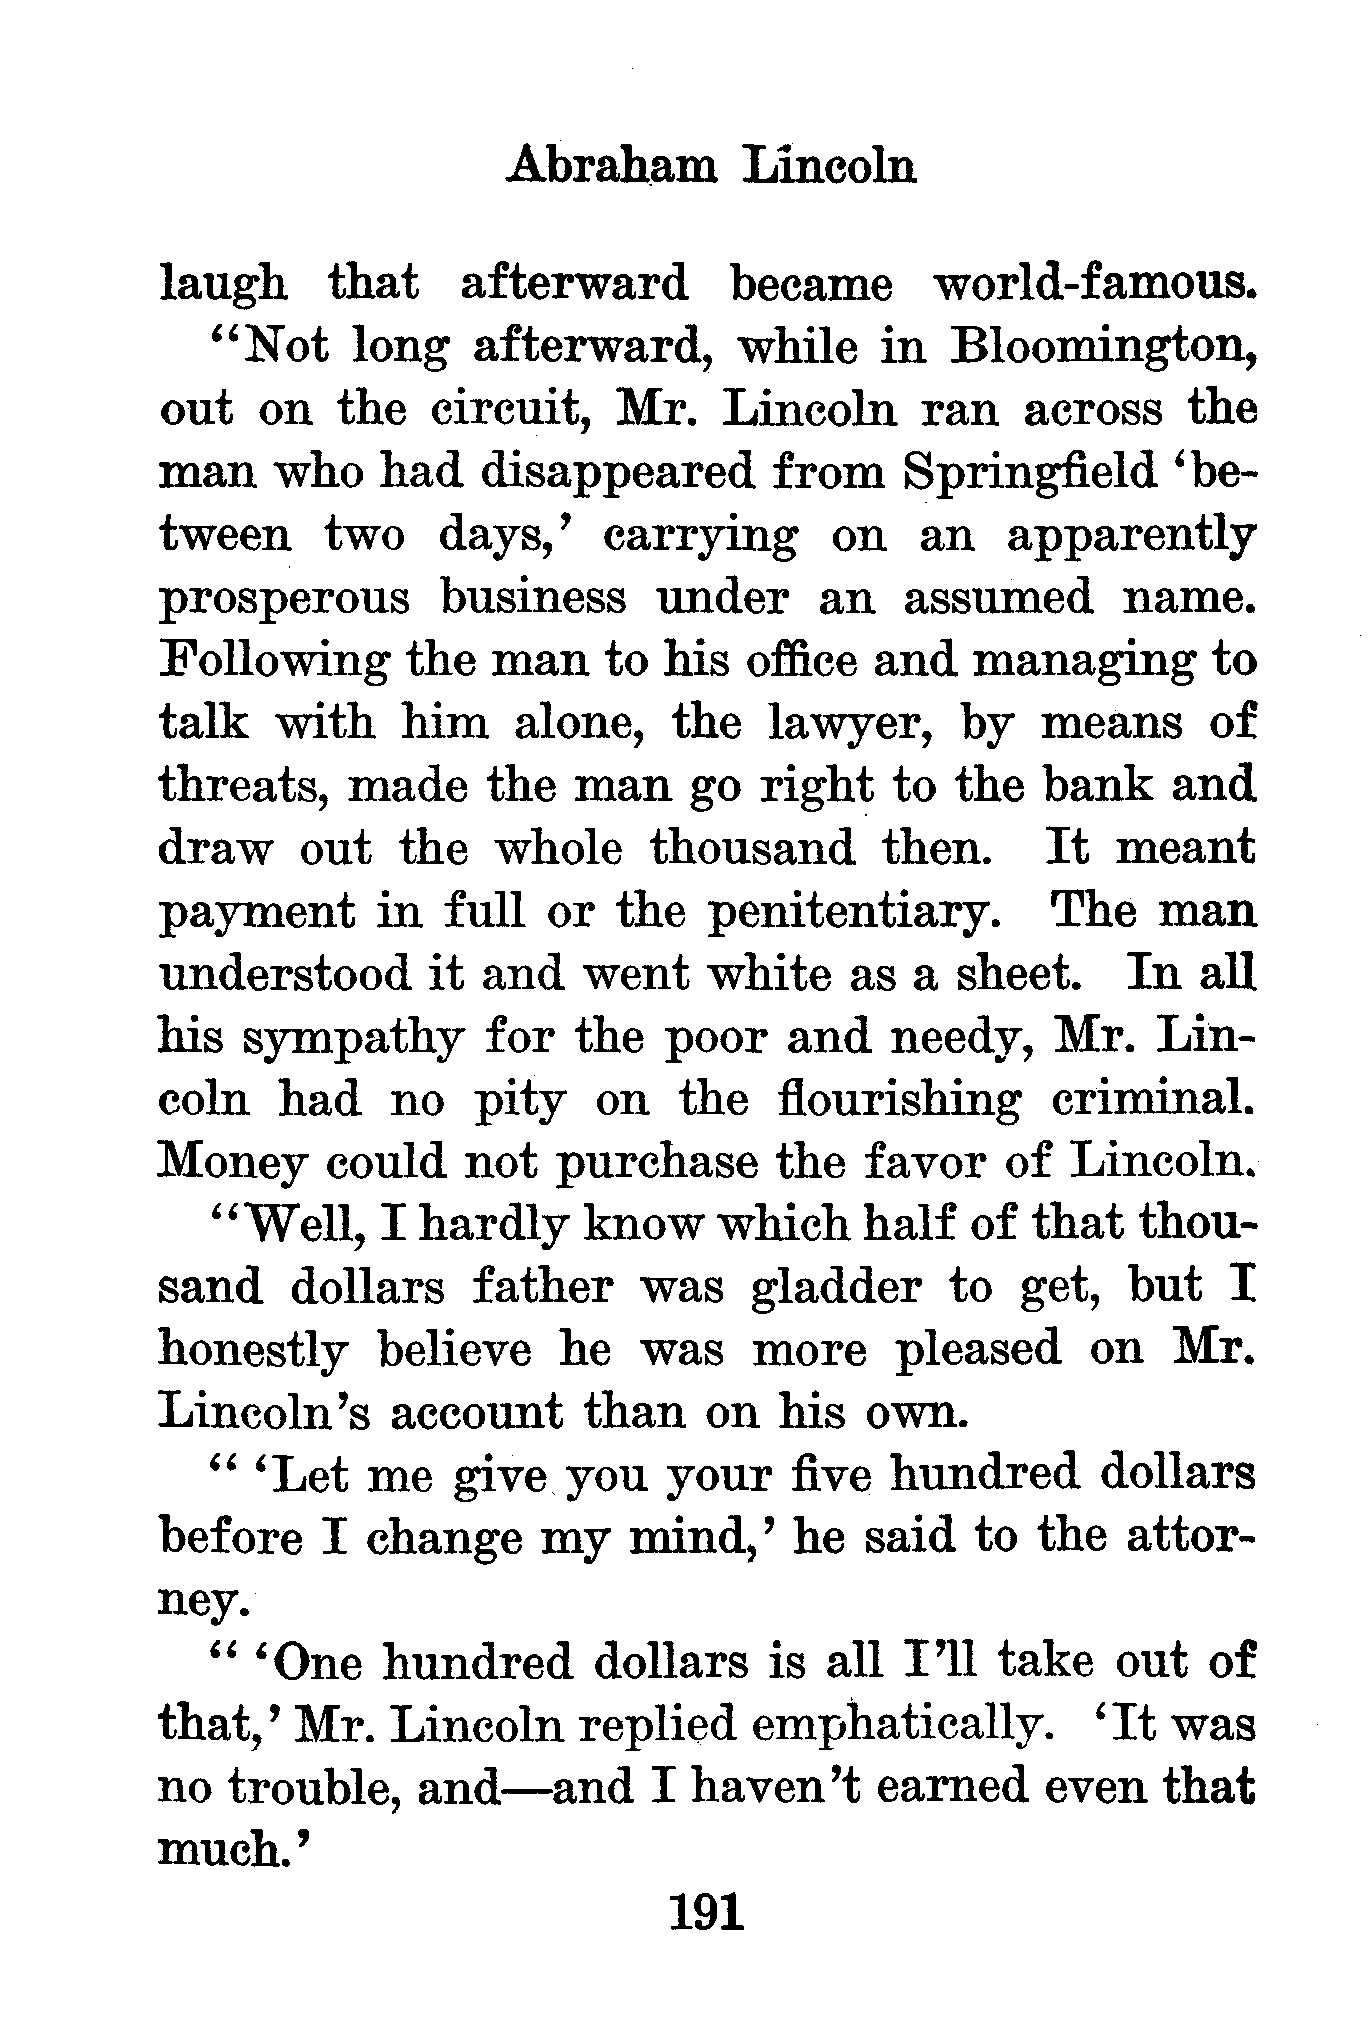 Abraham Lincoln
laugh that afterward became world-famous.
“Not long afterward, while in Bloomington,
out on the circuit, Mr. Lincoln ran across the
man who had disappeared from Springfield ‘be-
tween two days,’ carrying on an apparently
prosperous business under an assumed name.
Following the man to his office and managing to
talk with him alone, the lawyer, by means of
threats, made the man go right to the bank and
draw out the whole thousand then. It meant
payment in full or the penitentiary. The man
understood it and went white as a sheet. In all
his sympathy for the poor and needy, Mr. Lin-
coln had no pity on the flourishing criminal.
Money could not purchase the favor of Lincoln.
“Well, I hardly know which half of that thou-
sand dollars father was gladder to get, but I
honestly believe he was more pleased on Mr.
Lincoln’s account than on his own.
“ ‘Let me give you your five hundred dollars
before I change my mind,’ he said to the attor-
ney.
“ ‘One hundred dollars is all I’ll take out of
that,’ Mr. Lincoln replied emphatically. ‘It was
no trouble, and—and I haven’t earned even that
much.’
191